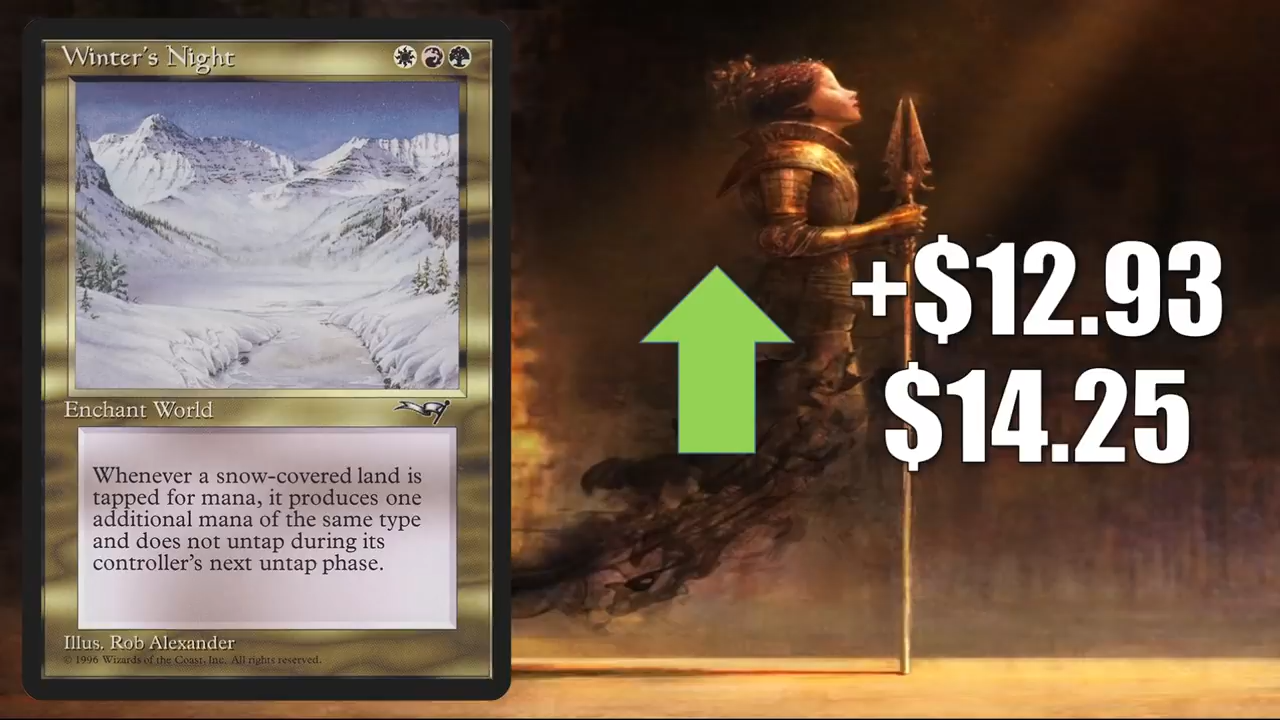 Winter's Night
Enchant World
Whenever a snow-covered land is
tapped for mana, it produces one
additional mana of the same type
and does not untap during its
controller's next untap phase.
Illus. Rob Alexander
© 1996 Wizards of the Coast, Inc. All rights reserved.
+$12.93
$14.25